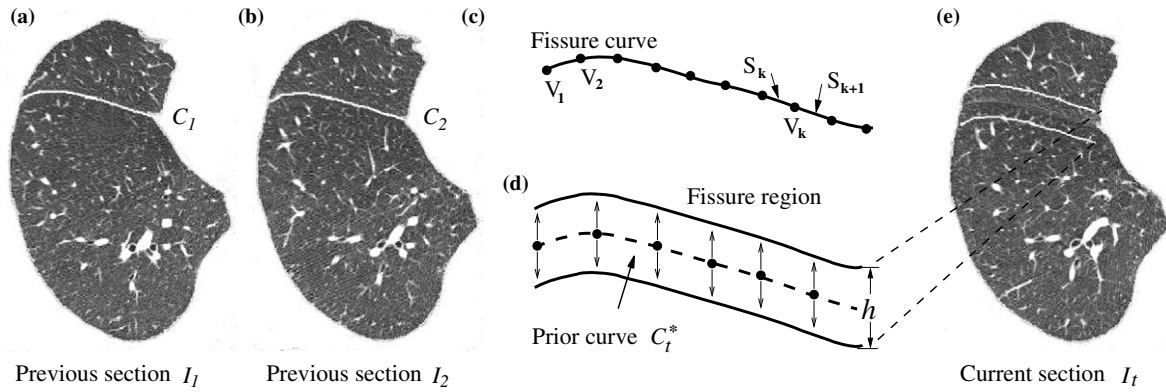 (a)
(b)
(c)
(e)
Fissure curve
V1
V2
Sk
Sk+1
Vk
C1
C2
(d)
Fissure region
h
Prior curve Ct*
Previous section I1
Previous section I2
Current section It